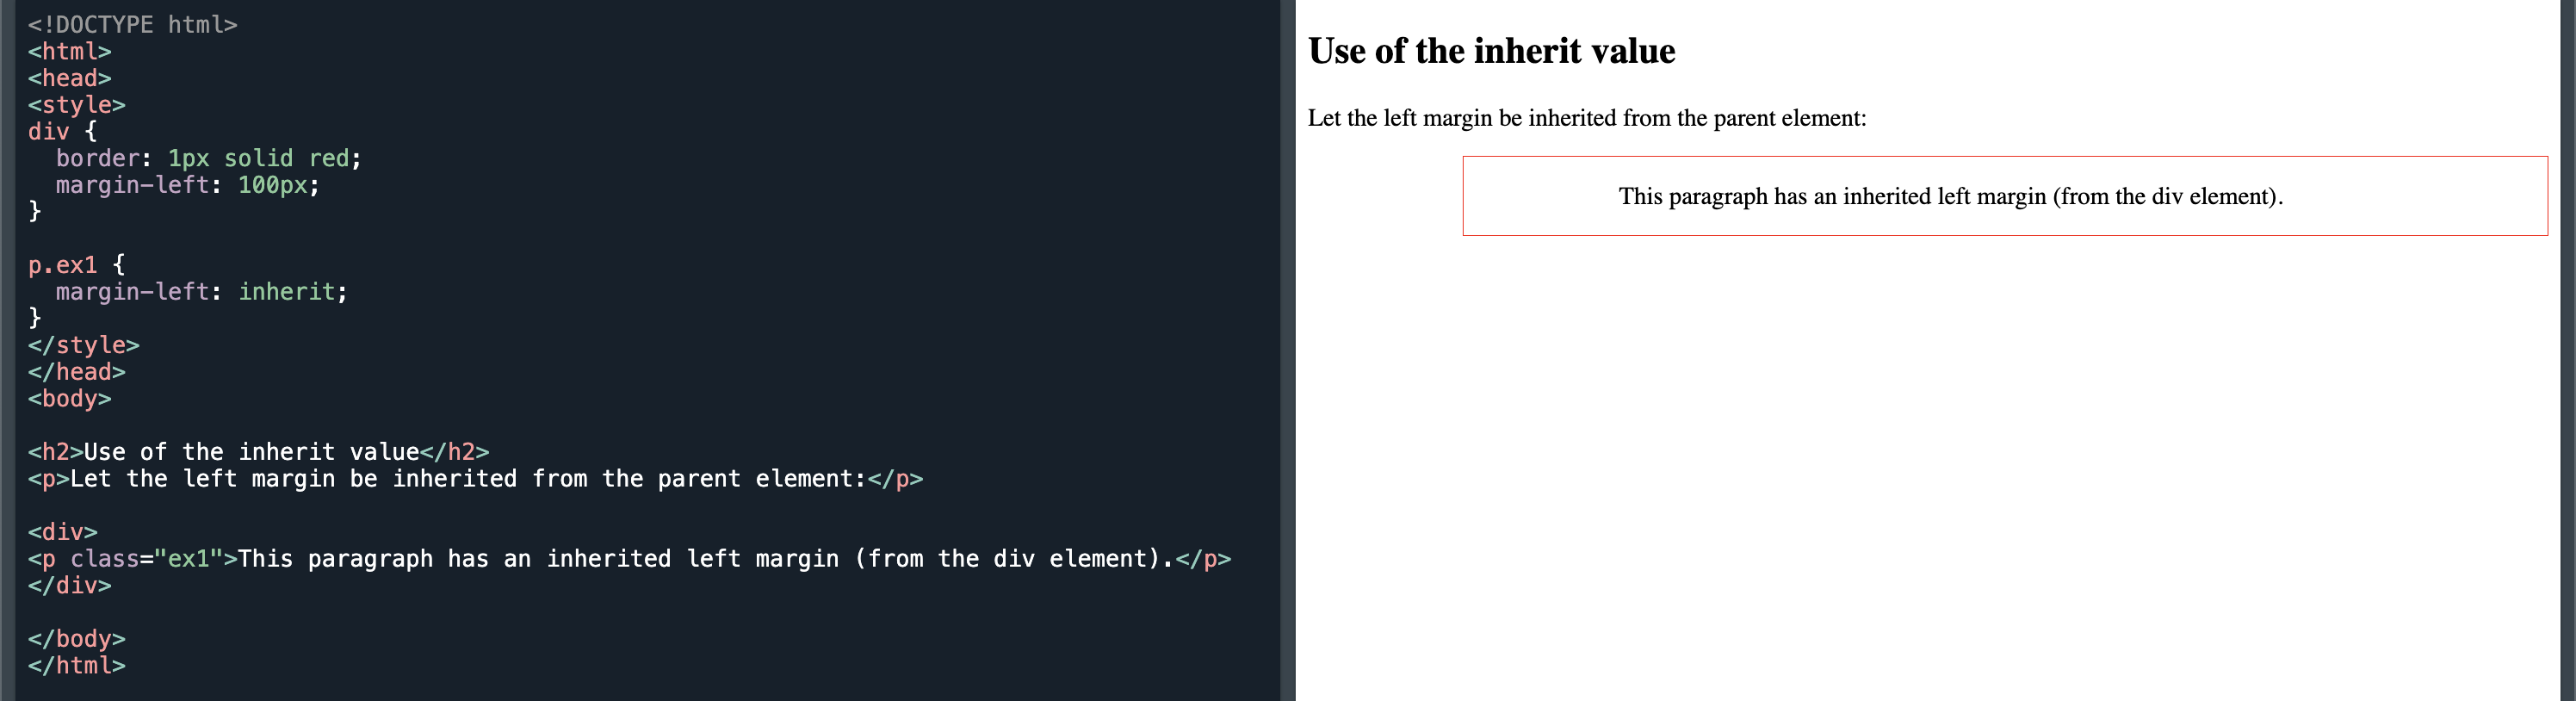 <!DOCTYPE html>
<html>
<head>
<style>
div {
  border: 1px solid red;
  margin-left: 100px;
}

p.ex1 {
  margin-left: inherit;
}
</style>
</head>
<body>

<h2>Use of the inherit value</h2>
<p>Let the left margin be inherited from the parent element:</p>

<div>
<p class="ex1">This paragraph has an inherited left margin (from the div element).</p>
</div>

</body>
</html>
Use of the inherit value
Let the left margin be inherited from the parent element:
This paragraph has an inherited left margin (from the div element).